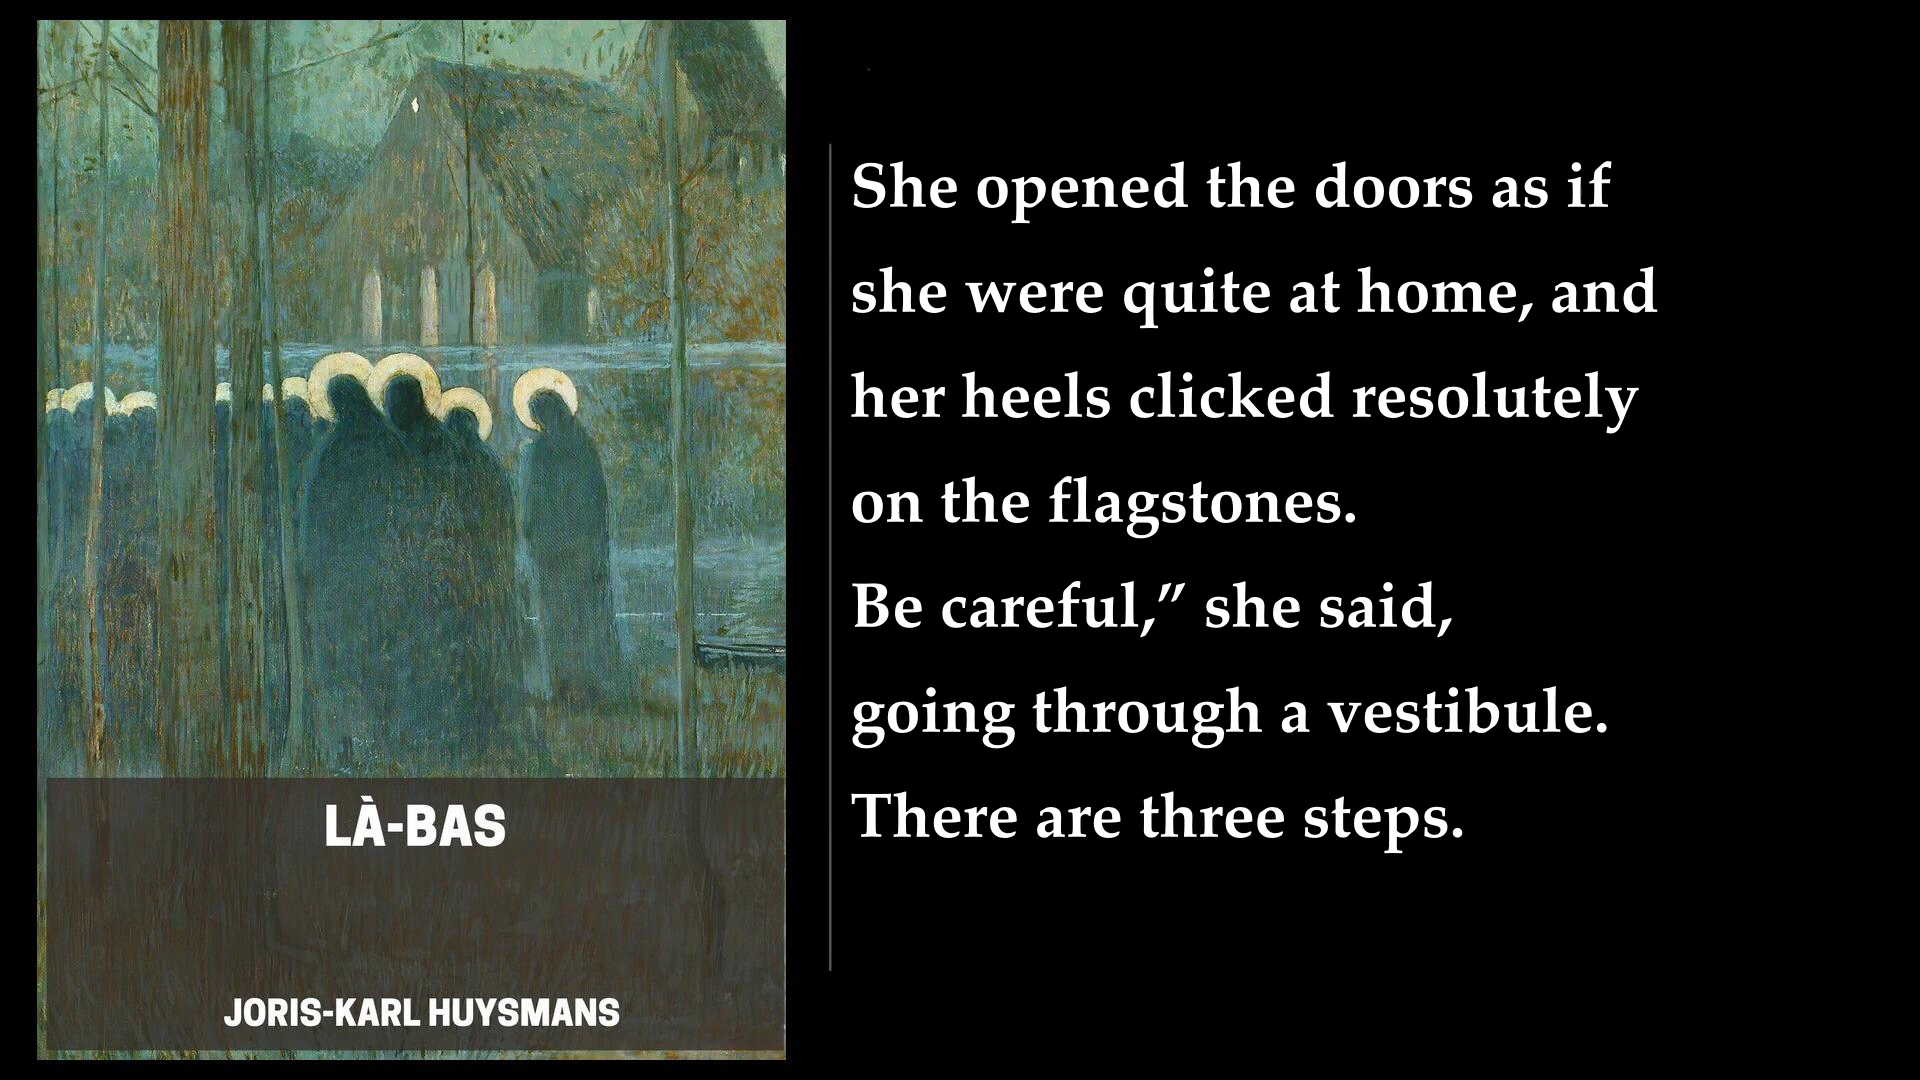 LÀ-BAS
JORIS-KARL HUYSMANS
She opened the doors as if
she were quite at home, and
her heels clicked resolutely
on the flagstones.
Be careful,” she said,
going through a vestibule.
There are three steps.